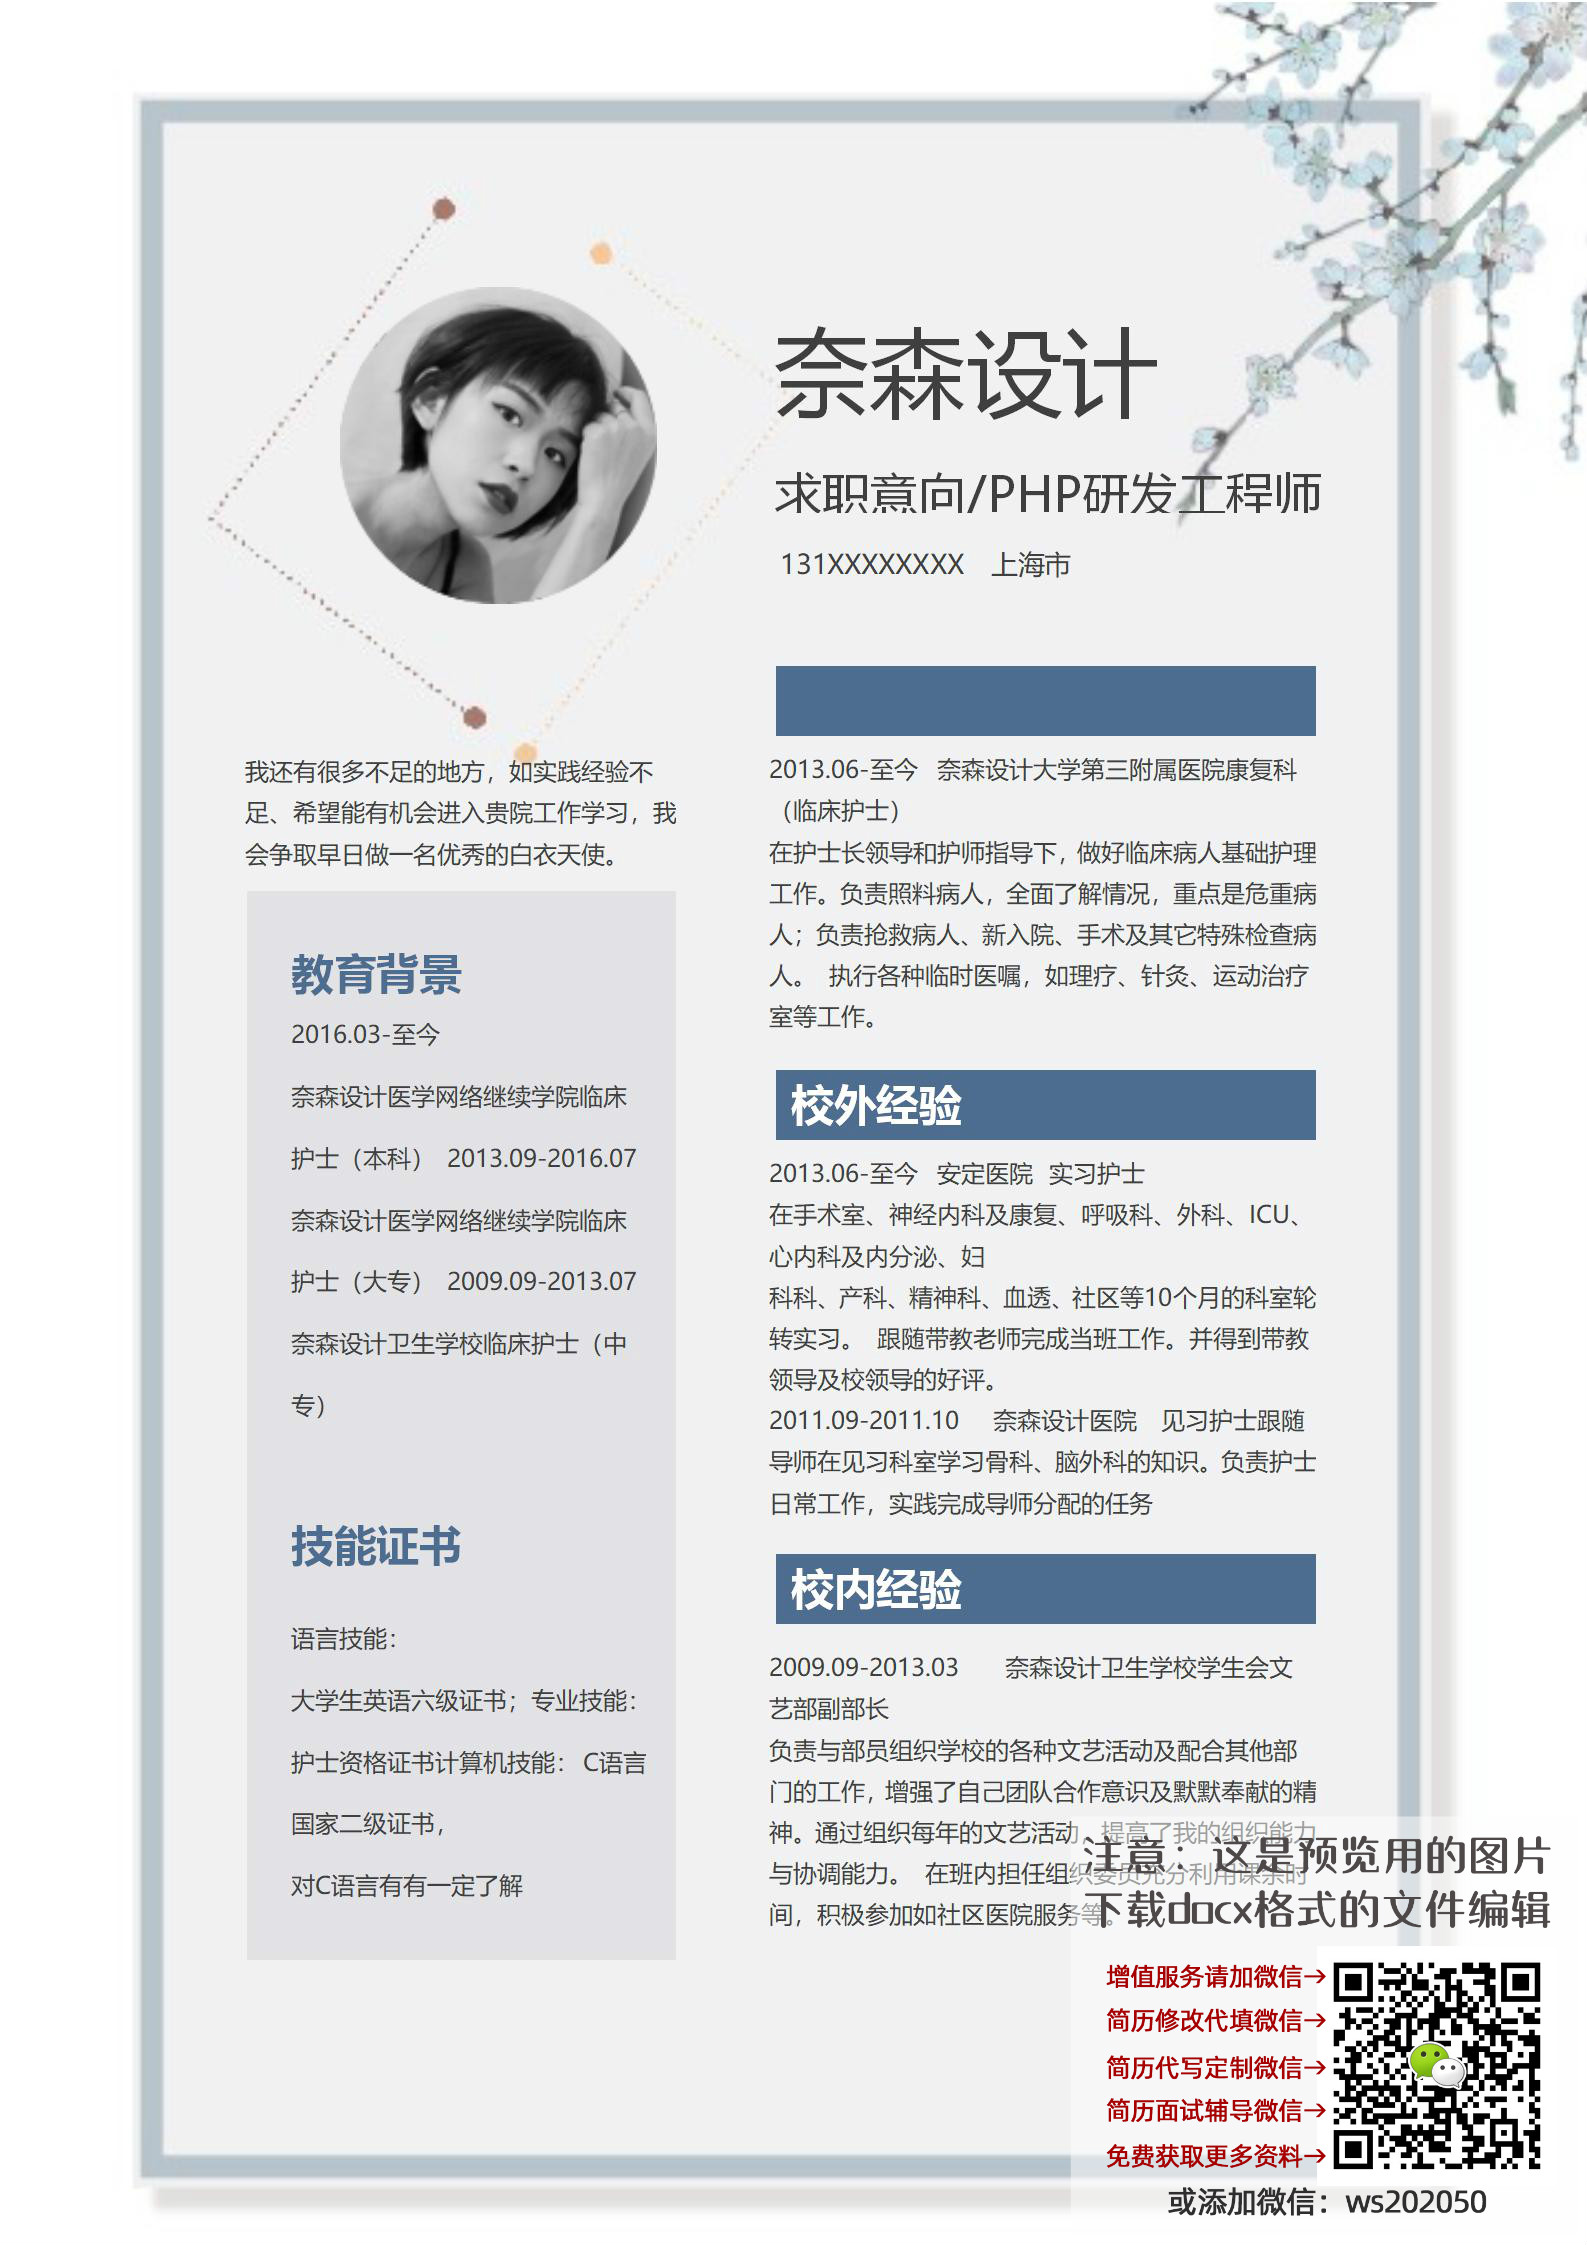 奈森设计
求职意向/PHP研发工程师
131XXXXXXXX 上海市
我还有很多不足的地方，如实践经验不
足、希望能有机会进入贵院工作学习，我
会争取早日做一名优秀的白衣天使。
教育背景
2016.03-至今
奈森设计医学网络继续学院临床
护士（本科） 2013.09-2016.07
奈森设计医学网络继续学院临床
护士（大专） 2009.09-2013.07
奈森设计卫生学校临床护士（中
专）
技能证书
语言技能：
大学生英语六级证书；专业技能：
护士资格证书计算机技能： C语言
国家二级证书，
对C语言有有一定了解
2013.06-至今 奈森设计大学第三附属医院康复科
（临床护士）
在护士长领导和护师指导下，做好临床病人基础护理
工作。负责照料病人，全面了解情况，重点是危重病
人；负责抢救病人、新入院、手术及其它特殊检查病
人。 执行各种临时医嘱，如理疗、针灸、运动治疗
室等工作。
校外经验
2013.06-至今 安定医院 实习护士
在手术室、神经内科及康复、呼吸科、外科、ICU、
心内科及内分泌、妇
科科、产科、精神科、血透、社区等10个月的科室轮
转实习。 跟随带教老师完成当班工作。并得到带教
领导及校领导的好评。
2011.09-2011.10 奈森设计医院 见习护士跟随
导师在见习科室学习骨科、脑外科的知识。负责护士
日常工作，实践完成导师分配的任务
校内经验
2009.09-2013.03 奈森设计卫生学校学生会文
艺部副部长
负责与部员组织学校的各种文艺活动及配合其他部
门的工作，增强了自己团队合作意识及默默奉献的精
神。通过组织每年的文艺活动，提高了我的组织能力
与协调能力。 在班内担任组织委员充分利用课余时
间，积极参加如社区医院服务等。
注意：这是预览用的图片
下载docx格式的文件编辑
增值服务请加微信→
简历修改代填微信→
简历代写定制微信→
简历面试辅导微信→
免费获取更多资料→
或添加微信：ws202050